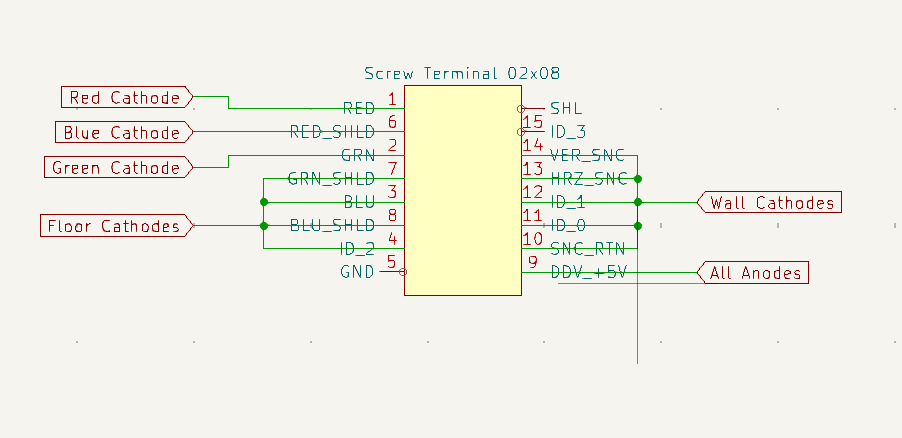 Screw Terminal 02x08
Red Cathode
1
RED
SHL
Blue Cathode
6
RED_SHLD
15
ID_3
Green Cathode
2
GRN
14
VER_SNC
7
GRN_SHLD
13
HRZ_SNC
3
BLU
12
ID_1
Wall Cathodes
Floor Cathodes
8
BLU_SHLD
11
ID_0
4
ID_2
10
SNC_RTN
5
GND
9
DDV_+5V
All Anodes